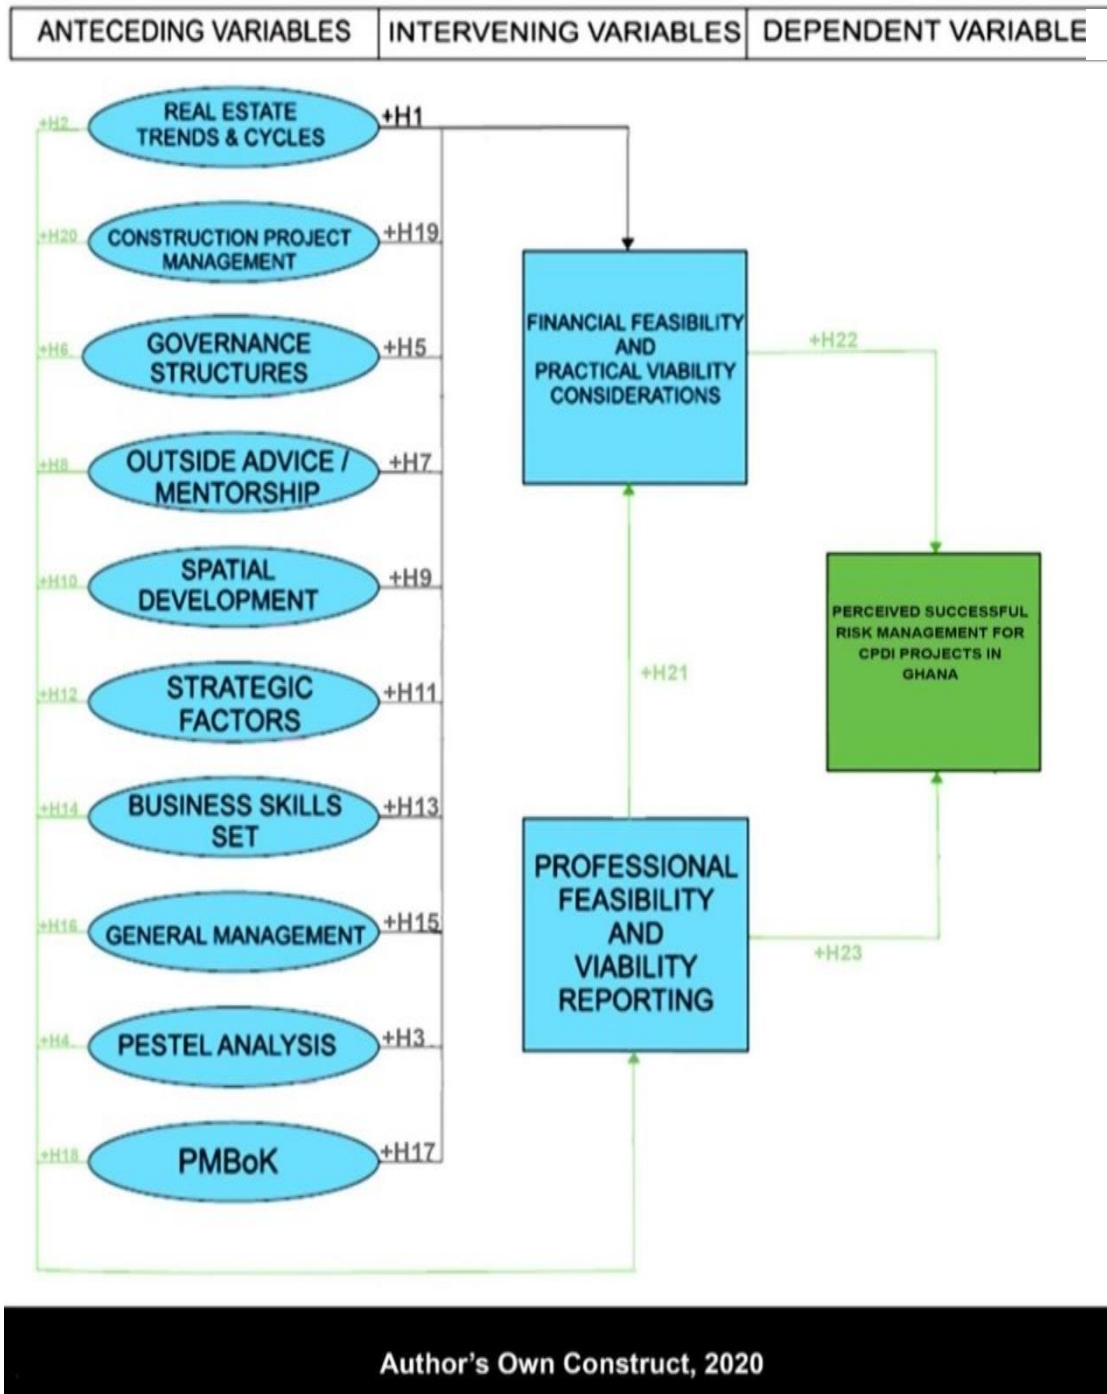 ANTECEDING VARIABLES
INTERVENING VARIABLES
DEPENDENT VARIABLE
+H2
REAL ESTATE
TRENDS & CYCLES
+H1
+H20
CONSTRUCTION PROJECT
MANAGEMENT
+H19
+H6
GOVERNANCE
STRUCTURES
+H5
+H8
OUTSIDE ADVICE /
MENTORSHIP
+H7
+H10
SPATIAL
DEVELOPMENT
+H9
+H12
STRATEGIC
FACTORS
+H11
+H14
BUSINESS SKILLS
SET
+H13
+H16
GENERAL MANAGEMENT
+H15
+H4
PESTEL ANALYSIS
+H3
+H18
PMBoK
+H17
FINANCIAL FEASIBILITY
AND
PRACTICAL VIABILITY
CONSIDERATIONS
+H22
+H21
PROFESSIONAL
FEASIBILITY
AND
VIABILITY
REPORTING
+H23
PERCEIVED SUCCESSFUL
RISK MANAGEMENT FOR
CPDI PROJECTS IN
GHANA
Author's Own Construct, 2020